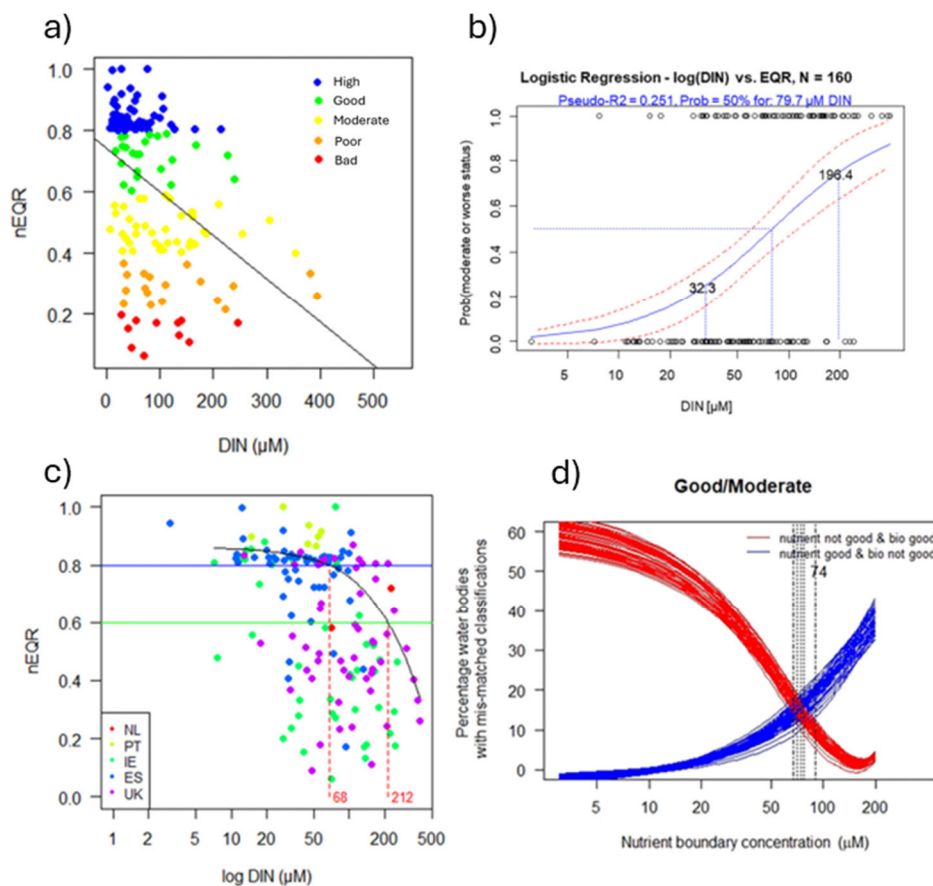 a)
1.0
0.8
0.6
0.4
0.2
nEQR
High
Good
Moderate
Poor
Bad
0 100 200 300 400 500
DIN (µM)
b)
Logistic Regression - log(DIN) vs. EQR, N = 160
Pseudo-R2 = 0.251, Prob = 50% for: 79.7 µM DIN
1.0
0.8
0.6
0.4
0.2
0.0
Prob(moderate or worse status)
32.3
196.4
5 10 20 50 100 200
DIN [µM]
c)
1.0
0.8
0.6
0.4
0.2
0.0
nEQR
NL
PT
IE
ES
UK
68
212
1 2 5 10 20 50 100 200 500
log DIN (µM)
d)
Good/Moderate
60
50
40
30
20
10
0
Percentage water bodies
with mis-matched classifications
nutrient not good & bio good
nutrient good & bio not good
74
5 10 20 50 100 200
Nutrient boundary concentration (µM)